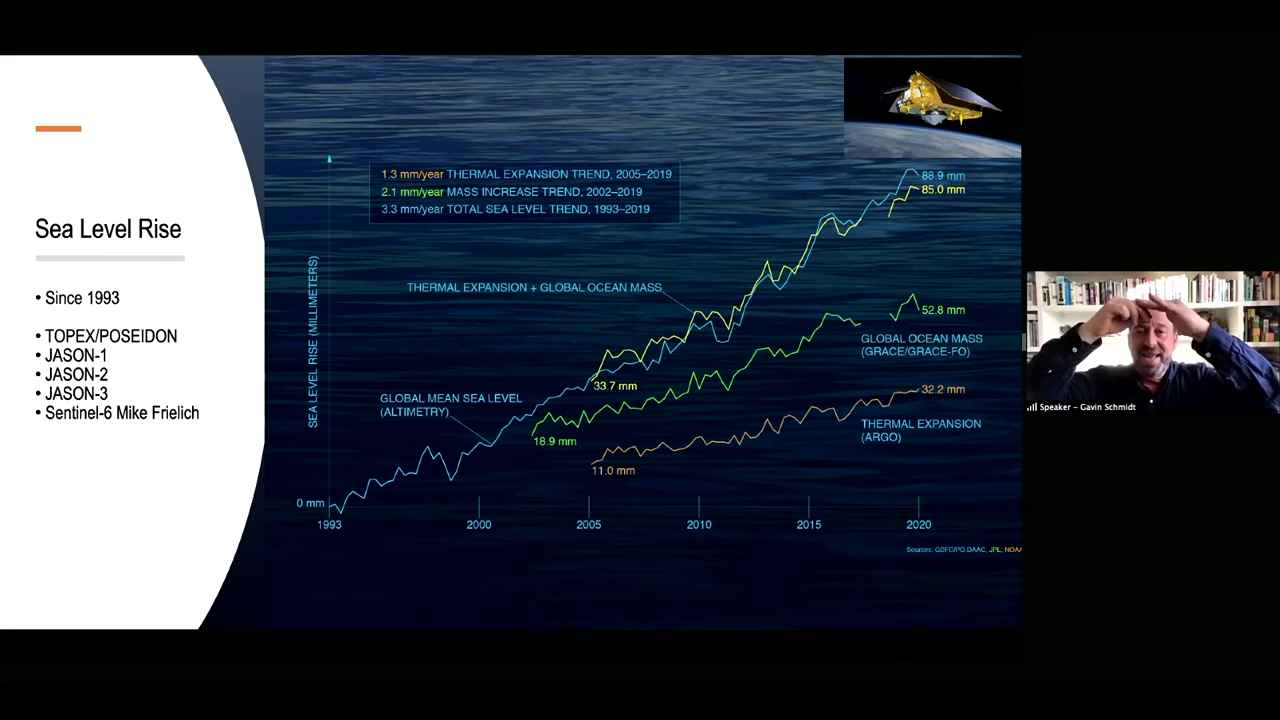 Sea Level Rise
• Since 1993
• TOPEX/POSEIDON
• JASON-1
• JASON-2
• JASON-3
• Sentinel-6 Mike Frielich
1.3 mm/year THERMAL EXPANSION TREND, 2005–2019
2.1 mm/year MASS INCREASE TREND, 2002–2019
3.3 mm/year TOTAL SEA LEVEL TREND, 1993–2019
SEA LEVEL RISE (MILLIMETERS)
88.9 mm
85.0 mm
THERMAL EXPANSION + GLOBAL OCEAN MASS
52.8 mm
GLOBAL OCEAN MASS
(GRACE/GRACE-FO)
33.7 mm
32.2 mm
GLOBAL MEAN SEA LEVEL
(ALTIMETRY)
THERMAL EXPANSION
(ARGO)
18.9 mm
11.0 mm
0 mm
1993
2000
2005
2010
2015
2020
Sources: GSFC/PO.DAAC; JPL; NOAA
Speaker – Gavin Schmidt